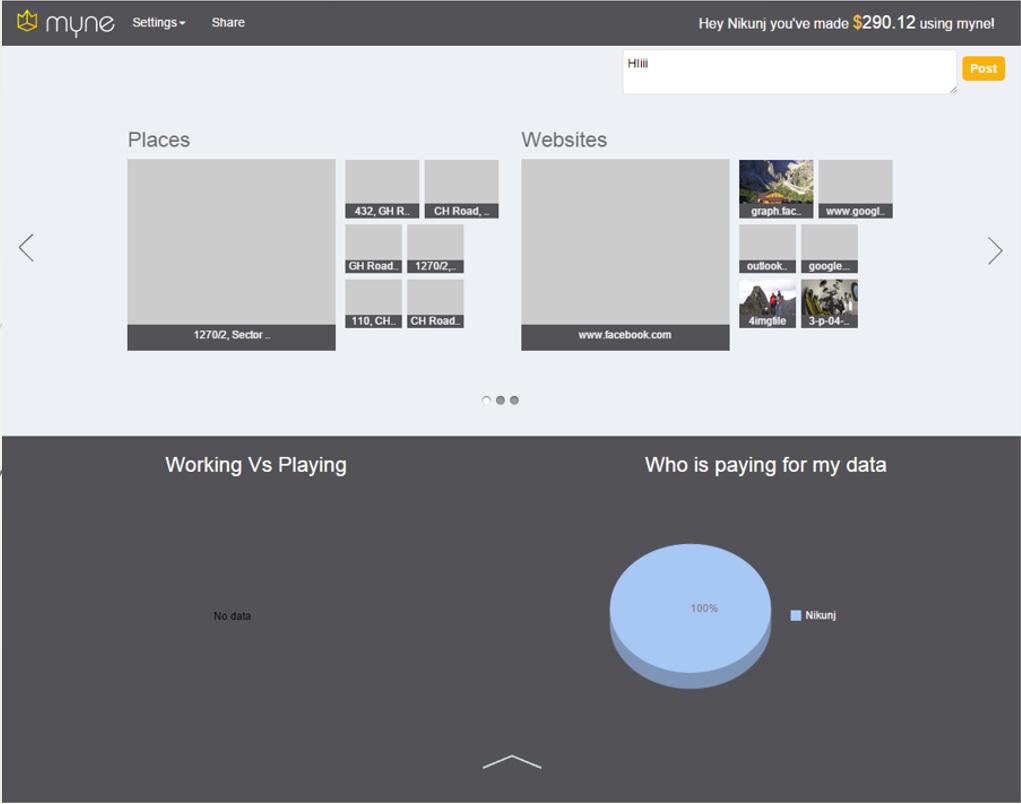 myne Settings Share Hey Nikunj you've made $290.12 using myne!
HIiii
Post
Places
432, GH R.. CH Road, ..
GH Road.. 1270/2,..
110, CH.. CH Road..
1270/2, Sector ..
Websites
graph.fac.. www.googl..
outlook.. google...
4imgfile 3-p-04-..
www.facebook.com
Working Vs Playing
No data
Who is paying for my data
100%
Nikunj